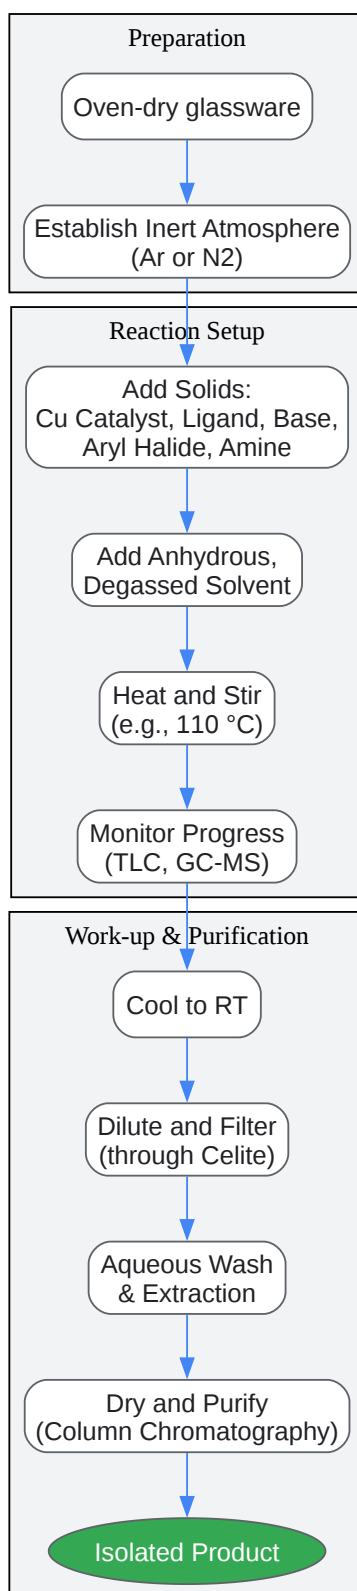 Preparation
Oven-dry glassware
Establish Inert Atmosphere
(Ar or N2)
Reaction Setup
Add Solids:
Cu Catalyst, Ligand, Base,
Aryl Halide, Amine
Add Anhydrous,
Degassed Solvent
Heat and Stir
(e.g., 110 °C)
Monitor Progress
(TLC, GC-MS)
Work-up & Purification
Cool to RT
Dilute and Filter
(through Celite)
Aqueous Wash
& Extraction
Dry and Purify
(Column Chromatography)
Isolated Product